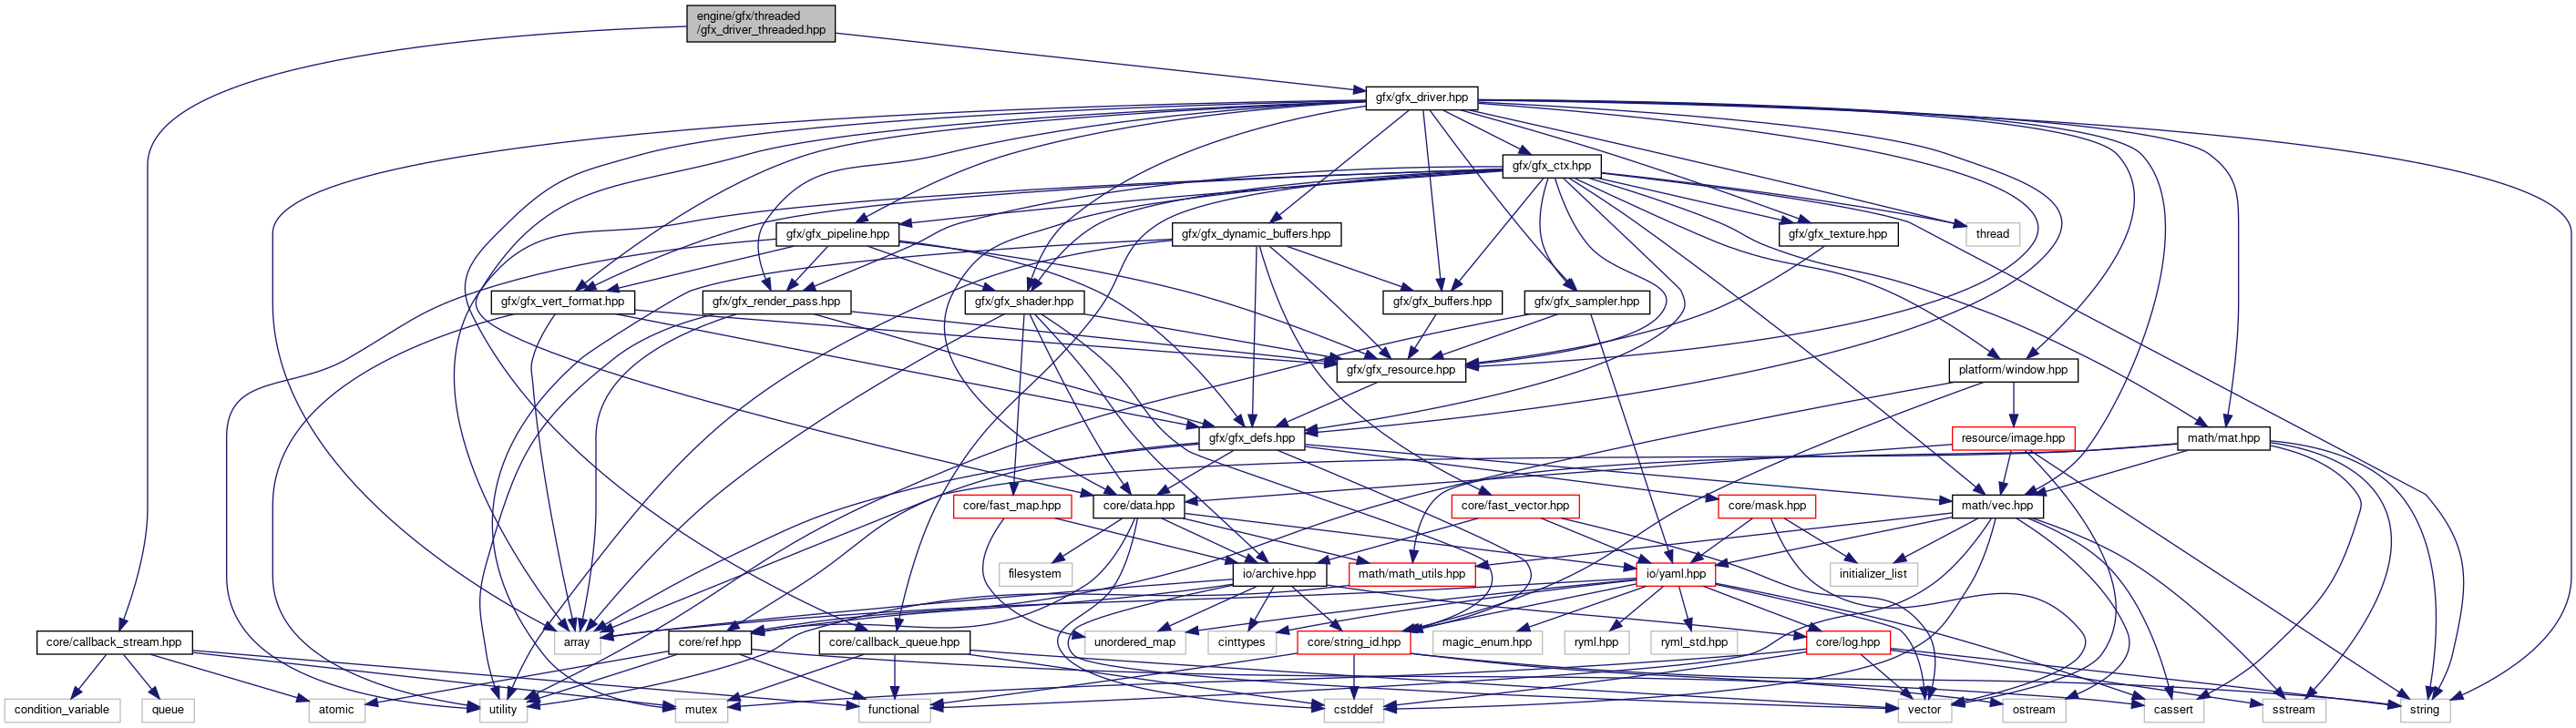 engine/gfx/threaded
/gfx_driver_threaded.hpp
gfx/gfx_driver.hpp
gfx/gfx_ctx.hpp
gfx/gfx_pipeline.hpp
gfx/gfx_dynamic_buffers.hpp
gfx/gfx_texture.hpp
thread
gfx/gfx_vert_format.hpp
gfx/gfx_render_pass.hpp
gfx/gfx_shader.hpp
gfx/gfx_buffers.hpp
gfx/gfx_sampler.hpp
gfx/gfx_resource.hpp
platform/window.hpp
gfx/gfx_defs.hpp
resource/image.hpp
math/mat.hpp
core/fast_map.hpp
core/data.hpp
core/fast_vector.hpp
core/mask.hpp
math/vec.hpp
filesystem
io/archive.hpp
math/math_utils.hpp
io/yaml.hpp
initializer_list
core/callback_stream.hpp
array
core/ref.hpp
core/callback_queue.hpp
unordered_map
cinttypes
core/string_id.hpp
magic_enum.hpp
ryml.hpp
ryml_std.hpp
core/log.hpp
condition_variable
queue
atomic
utility
mutex
functional
cstddef
vector
ostream
cassert
sstream
string